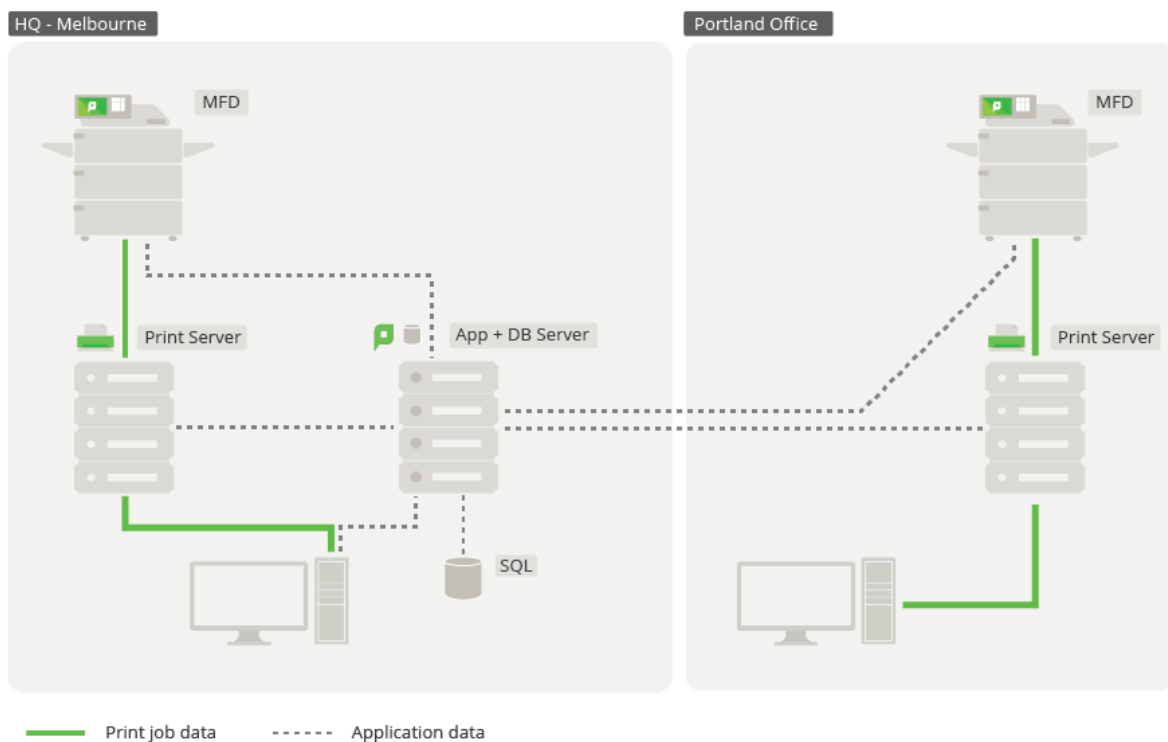 HQ - Melbourne
Portland Office
MFD
MFD
Print Server
App + DB Server
Print Server
SQL
Print job data
Application data